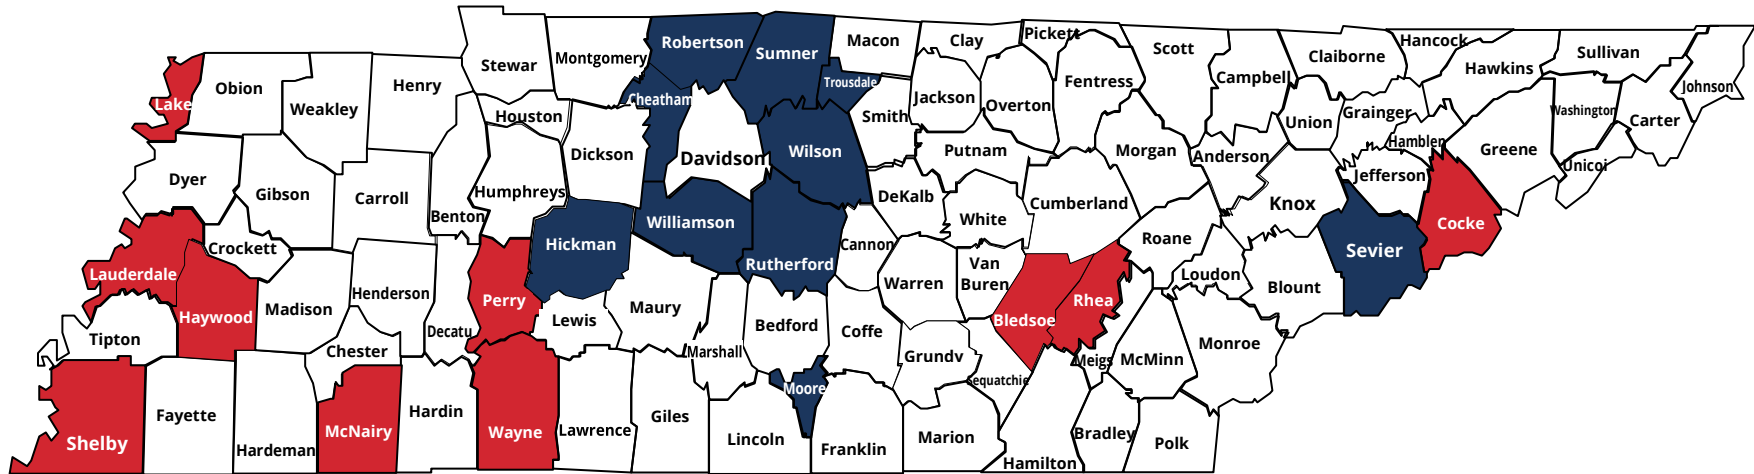 Lake
Obion
Weakley
Henry
Stewar
Montgomery
Robertson
Sumner
Trousdale
Macon
Clay
Pickett
Fentress
Scott
Campbell
Claiborne
Hancock
Hawkins
Sullivan
Johnson
Dyer
Gibson
Carroll
Benton
Houston
Humphreys
Dickson
Cheatham
Davidson
Wilson
Smith
Jackson
Overton
Putnam
Morgan
Anderson
Union
Grainger
Hamblen
Jefferson
Greene
Washington
Unicoi
Carter
Lauderdale
Crockett
Haywood
Madison
Henderson
Decatu
Perry
Hickman
Williamson
Rutherford
Cannon
DeKalb
White
Cumberland
Van
Buren
Warren
Roane
Loudon
Knox
Blount
Sevier
Cocke
Tipton
Chester
Lewis
Maury
Marshall
Bedford
Coffe
Grundv
Sequatchie
Bledsoe
Rhea
Meigs
McMinn
Monroe
Shelby
Fayette
Hardeman
McNairy
Hardin
Wayne
Lawrence
Giles
Lincoln
Moore
Franklin
Marion
Hamilton
Bradley
Polk